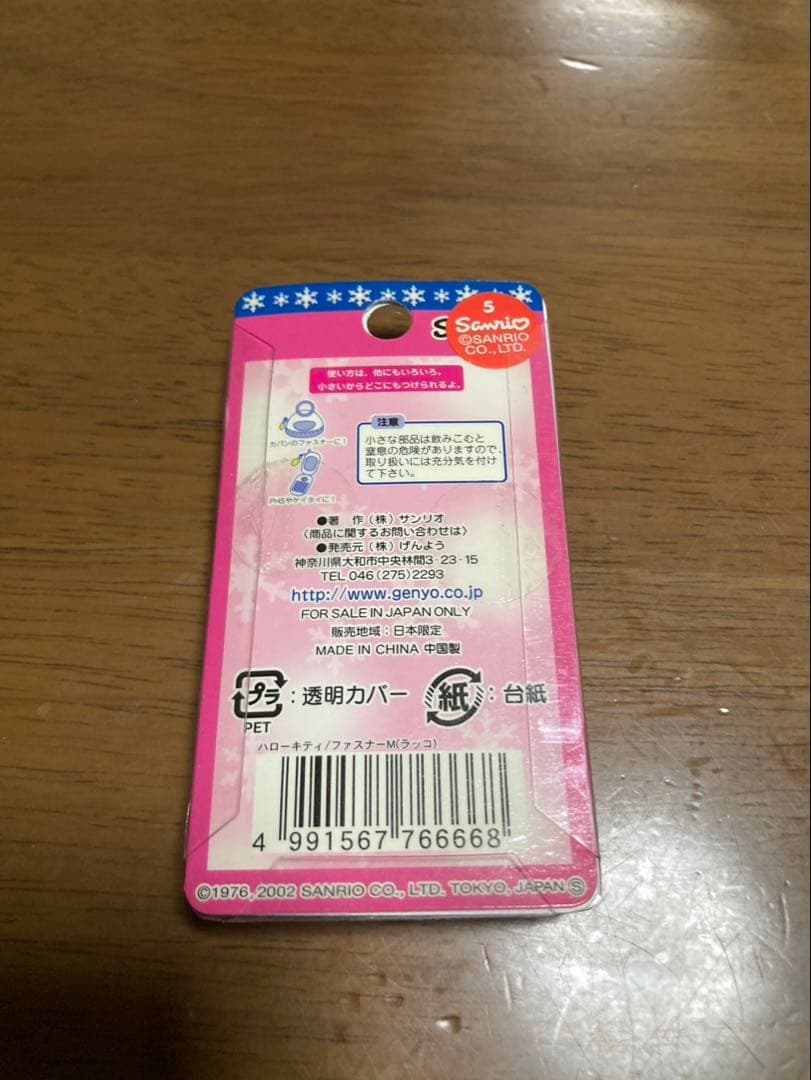 S
5
Sanrio
©SANRIO
CO., LTD.
使い方は、他にもいろいろ。
小さいからどこにもつけられるよ。
カバンのファスナーに!
PHSやケイタイに!
注意
小さな部品は飲みこむと
窒息の危険がありますので、
取り扱いには充分気を付け
て下さい。
●著 作(株)サンリオ
〈商品に関するお問い合わせは〉
●発売元(株)げんよう
神奈川県大和市中央林間3-23-15
TEL 046(275)2293
http://www.genyo.co.jp
FOR SALE IN JAPAN ONLY
販売地域:日本限定
MADE IN CHINA 中国製
プラ:透明カバー 紙:台紙
PET
ハローキティ/ファスナーM(ラッコ)
4 991567 766668
©1976, 2002 SANRIO CO., LTD. TOKYO, JAPAN Ⓢ